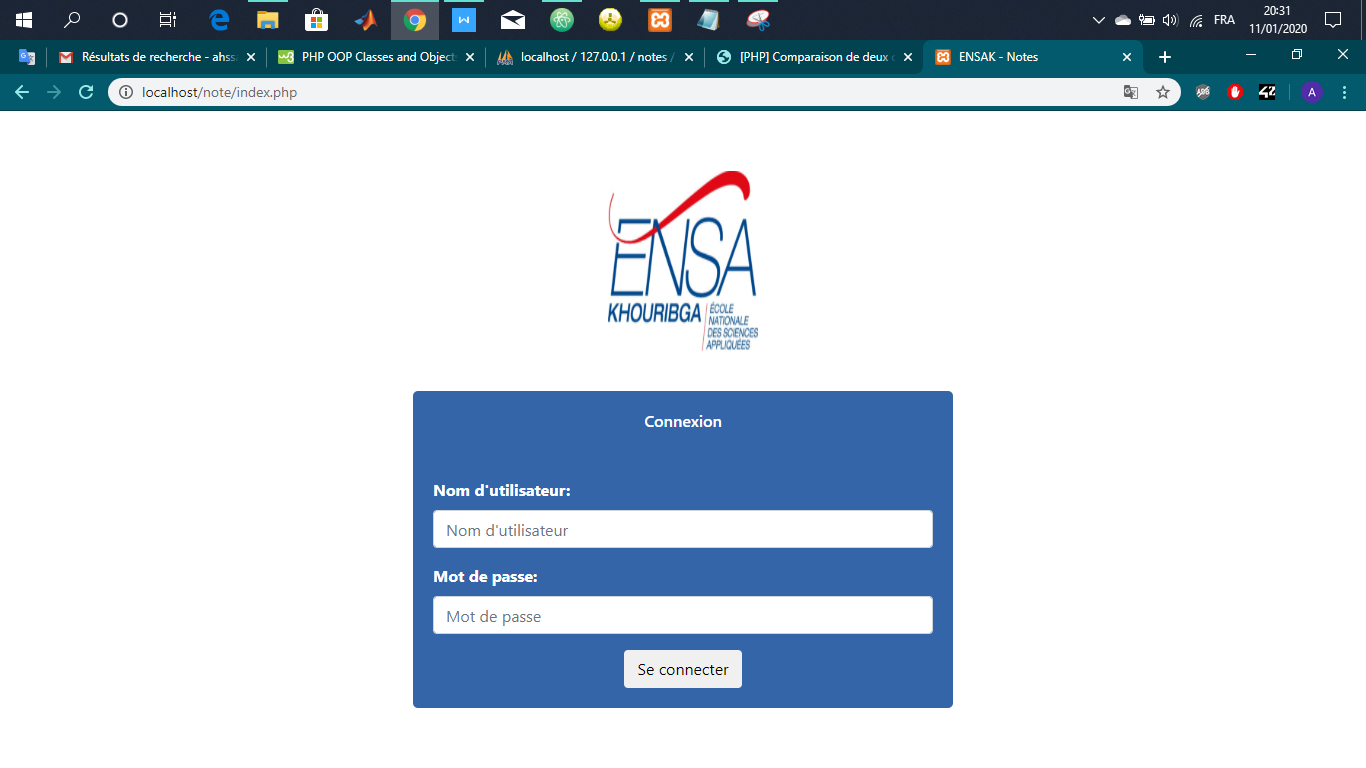 20:31
FRA
11/01/2020
Résultats de recherche - ahss
PHP OOP Classes and Object
localhost / 127.0.0.1 / notes /
[PHP] Comparaison de deux
ENSAK - Notes
localhost/note/index.php
ABP
42
A
ENSA
KHOURIBGA
ÉCOLE
NATIONALE
DES SCIENCES
APPLIQUÉES
Connexion
Nom d'utilisateur:
Nom d'utilisateur
Mot de passe:
Mot de passe
Se connecter